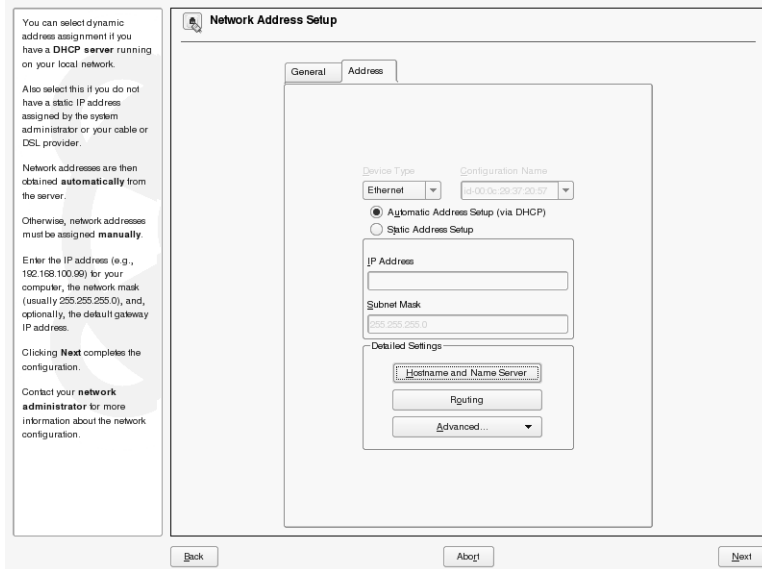 You can select dynamic
address assignment if you
have a DHCP server running
on your local network.
Also select this if you do not
have a static IP address
assigned by the system
administrator or your cable or
DSL provider.
Network addresses are then
obtained automatically from
the server.
Otherwise, network addresses
must be assigned manually.
Enter the IP address (e.g.,
192.168.100.99) for your
computer, the network mask
(usually 255.255.255.0), and,
optionally, the default gateway
IP address.
Clicking Next completes the
configuration.
Contact your network
administrator for more
information about the network
configuration.
Network Address Setup
General Address
Device Type Configuration Name
Ethernet id-00:0c:29:37:20:57
Automatic Address Setup (via DHCP)
Static Address Setup
IP Address
Subnet Mask
255.255.255.0
Detailed Settings
Hostname and Name Server
Routing
Advanced...
Back Abort Next